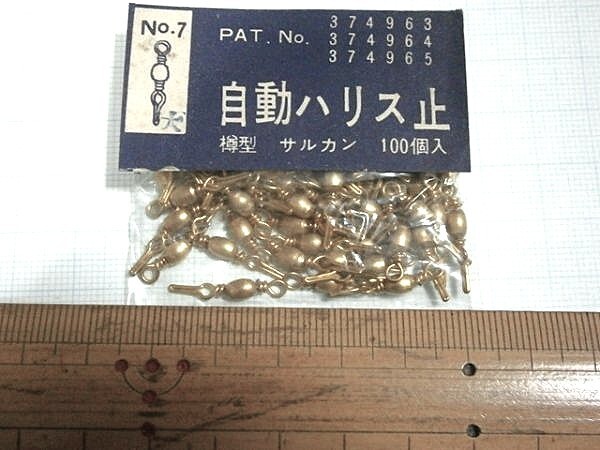 No.7
大
PAT. No.
374963
374964
374965
自動ハリス止
樽型 サルカン 100個入